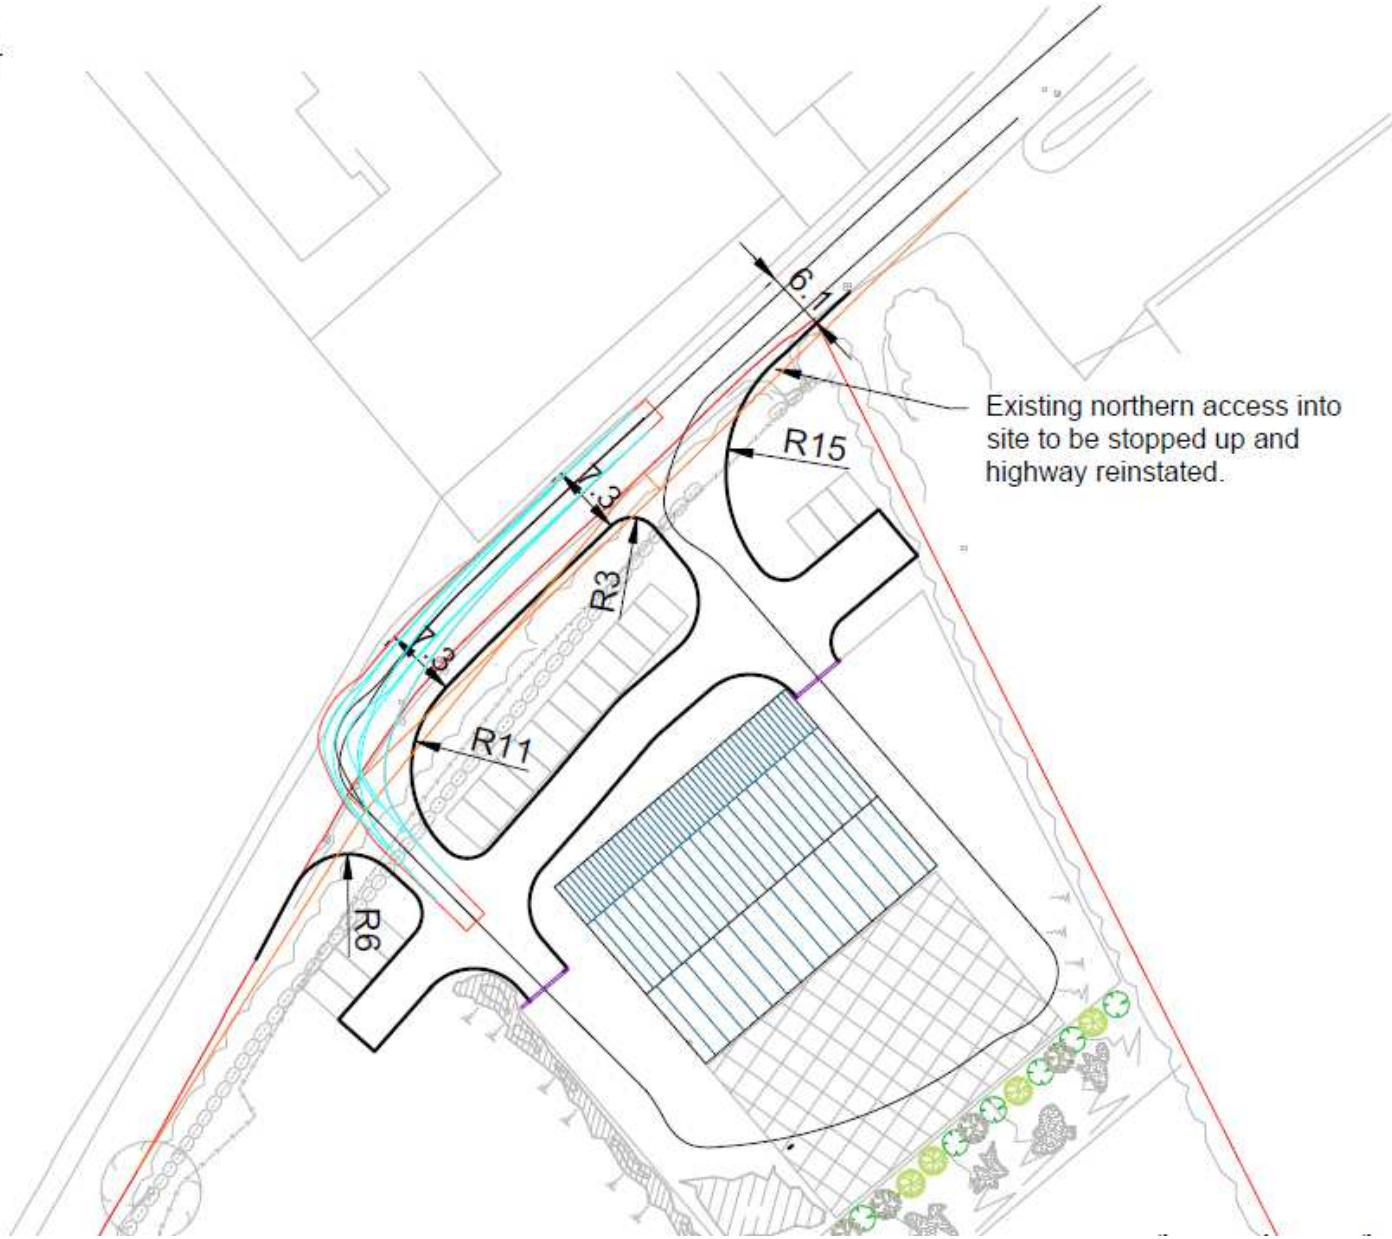 6.1
Existing northern access into
site to be stopped up and
highway reinstated.
R15
7.3
R3
7.3
R11
R6